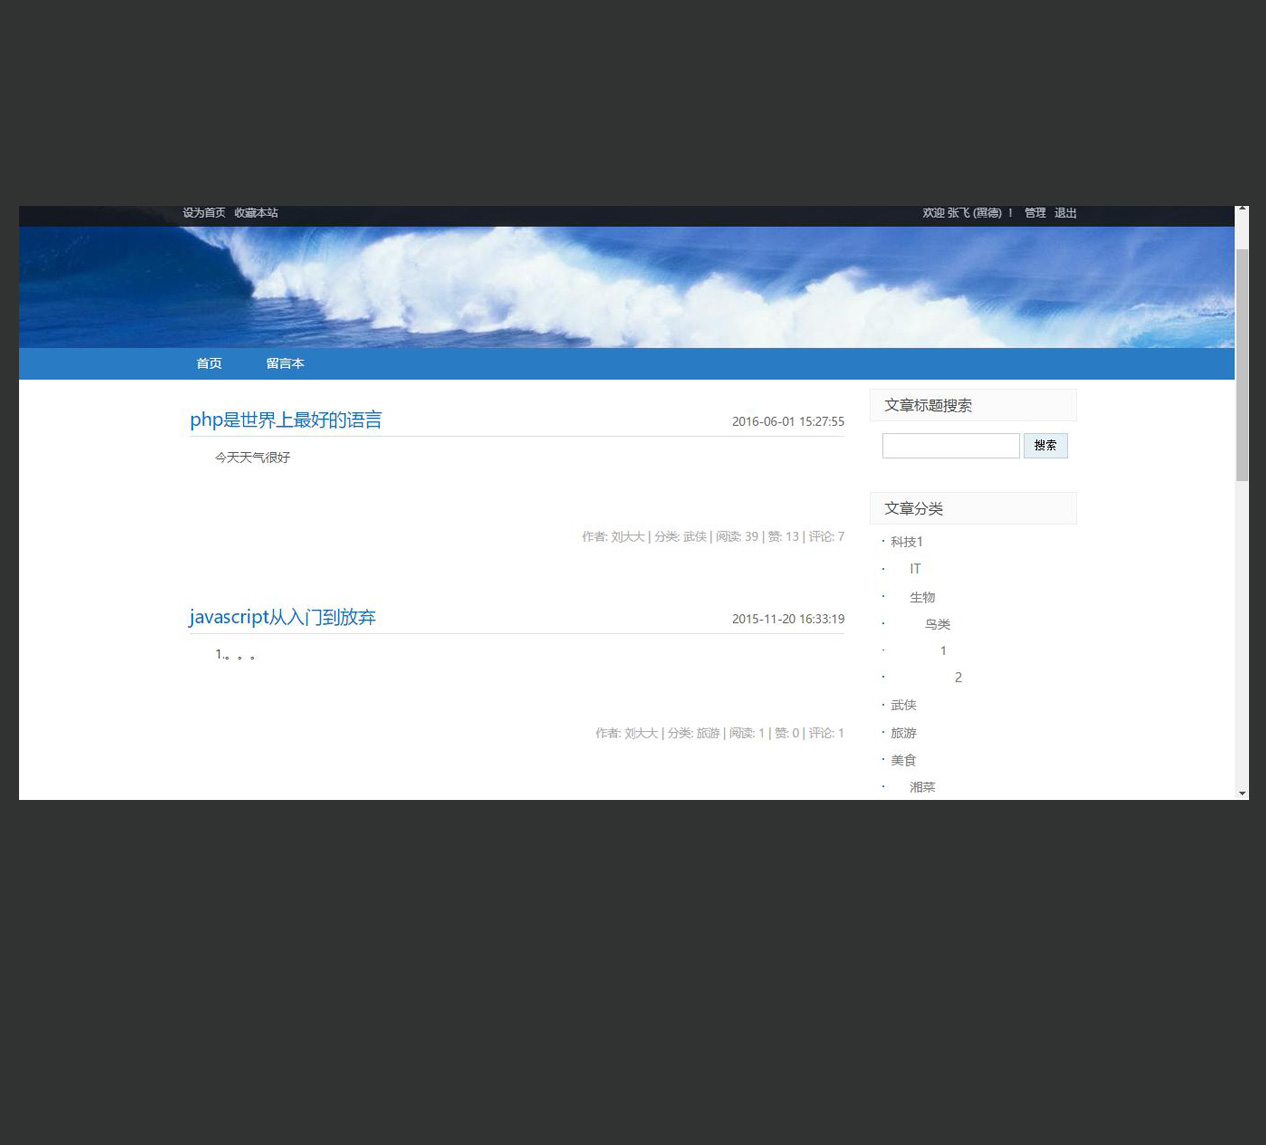 设为首页 收藏本站
欢迎 张飞 (翼德) ！ 管理 退出
首页 留言本
php是世界上最好的语言 2016-06-01 15:27:55
今天天气很好
作者: 刘大大 | 分类: 武侠 | 阅读: 39 | 赞: 13 | 评论: 7
javascript从入门到放弃 2015-11-20 16:33:19
1.。。。
作者: 刘大大 | 分类: 旅游 | 阅读: 1 | 赞: 0 | 评论: 1
文章标题搜索
搜索
文章分类
科技1
IT
生物
鸟类
1
2
武侠
旅游
美食
湘菜